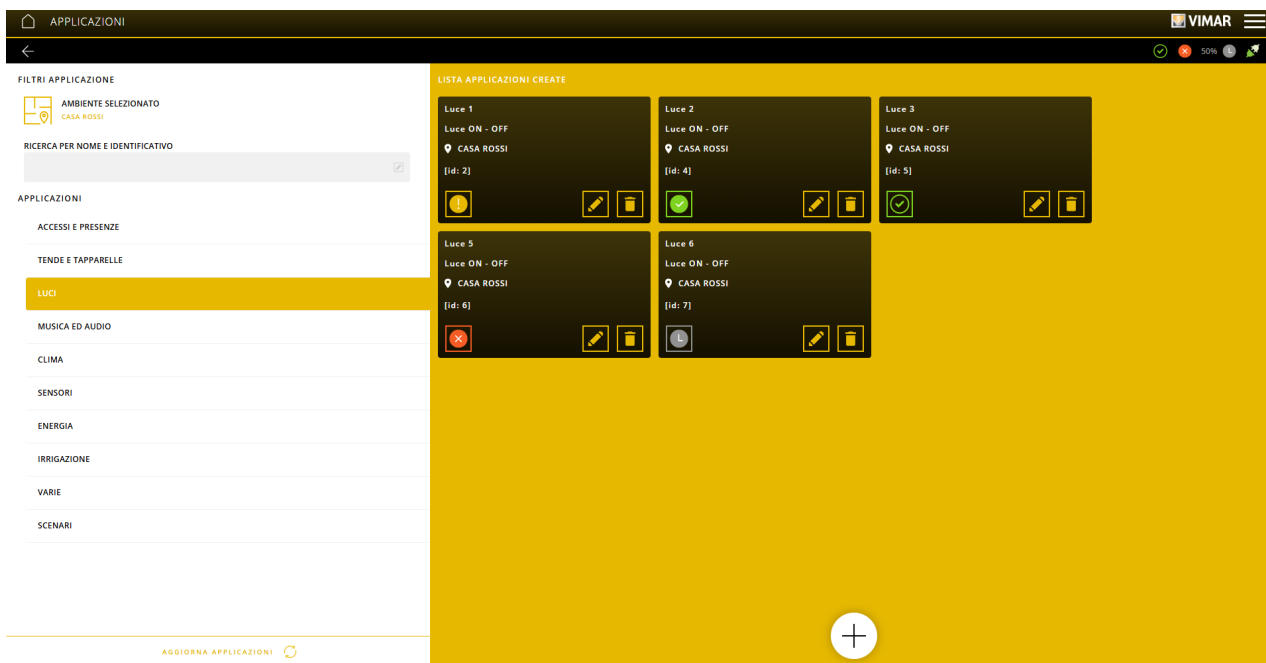 APPLICAZIONI
VIMAR
50%
FILTRI APPLICAZIONE
AMBIENTE SELEZIONATO
CASA ROSSI
RICERCA PER NOME E IDENTIFICATIVO
APPLICAZIONI
ACCESSI E PRESENZE
TENDE E TAPPARELLE
LUCI
MUSICA ED AUDIO
CLIMA
SENSORI
ENERGIA
IRRIGAZIONE
VARIE
SCENARI
AGGIORNA APPLICAZIONI
LISTA APPLICAZIONI CREATE
Luce 1
Luce ON - OFF
CASA ROSSI
[id: 2]
Luce 2
Luce ON - OFF
CASA ROSSI
[id: 4]
Luce 3
Luce ON - OFF
CASA ROSSI
[id: 5]
Luce 5
Luce ON - OFF
CASA ROSSI
[id: 6]
Luce 6
Luce ON - OFF
CASA ROSSI
[id: 7]